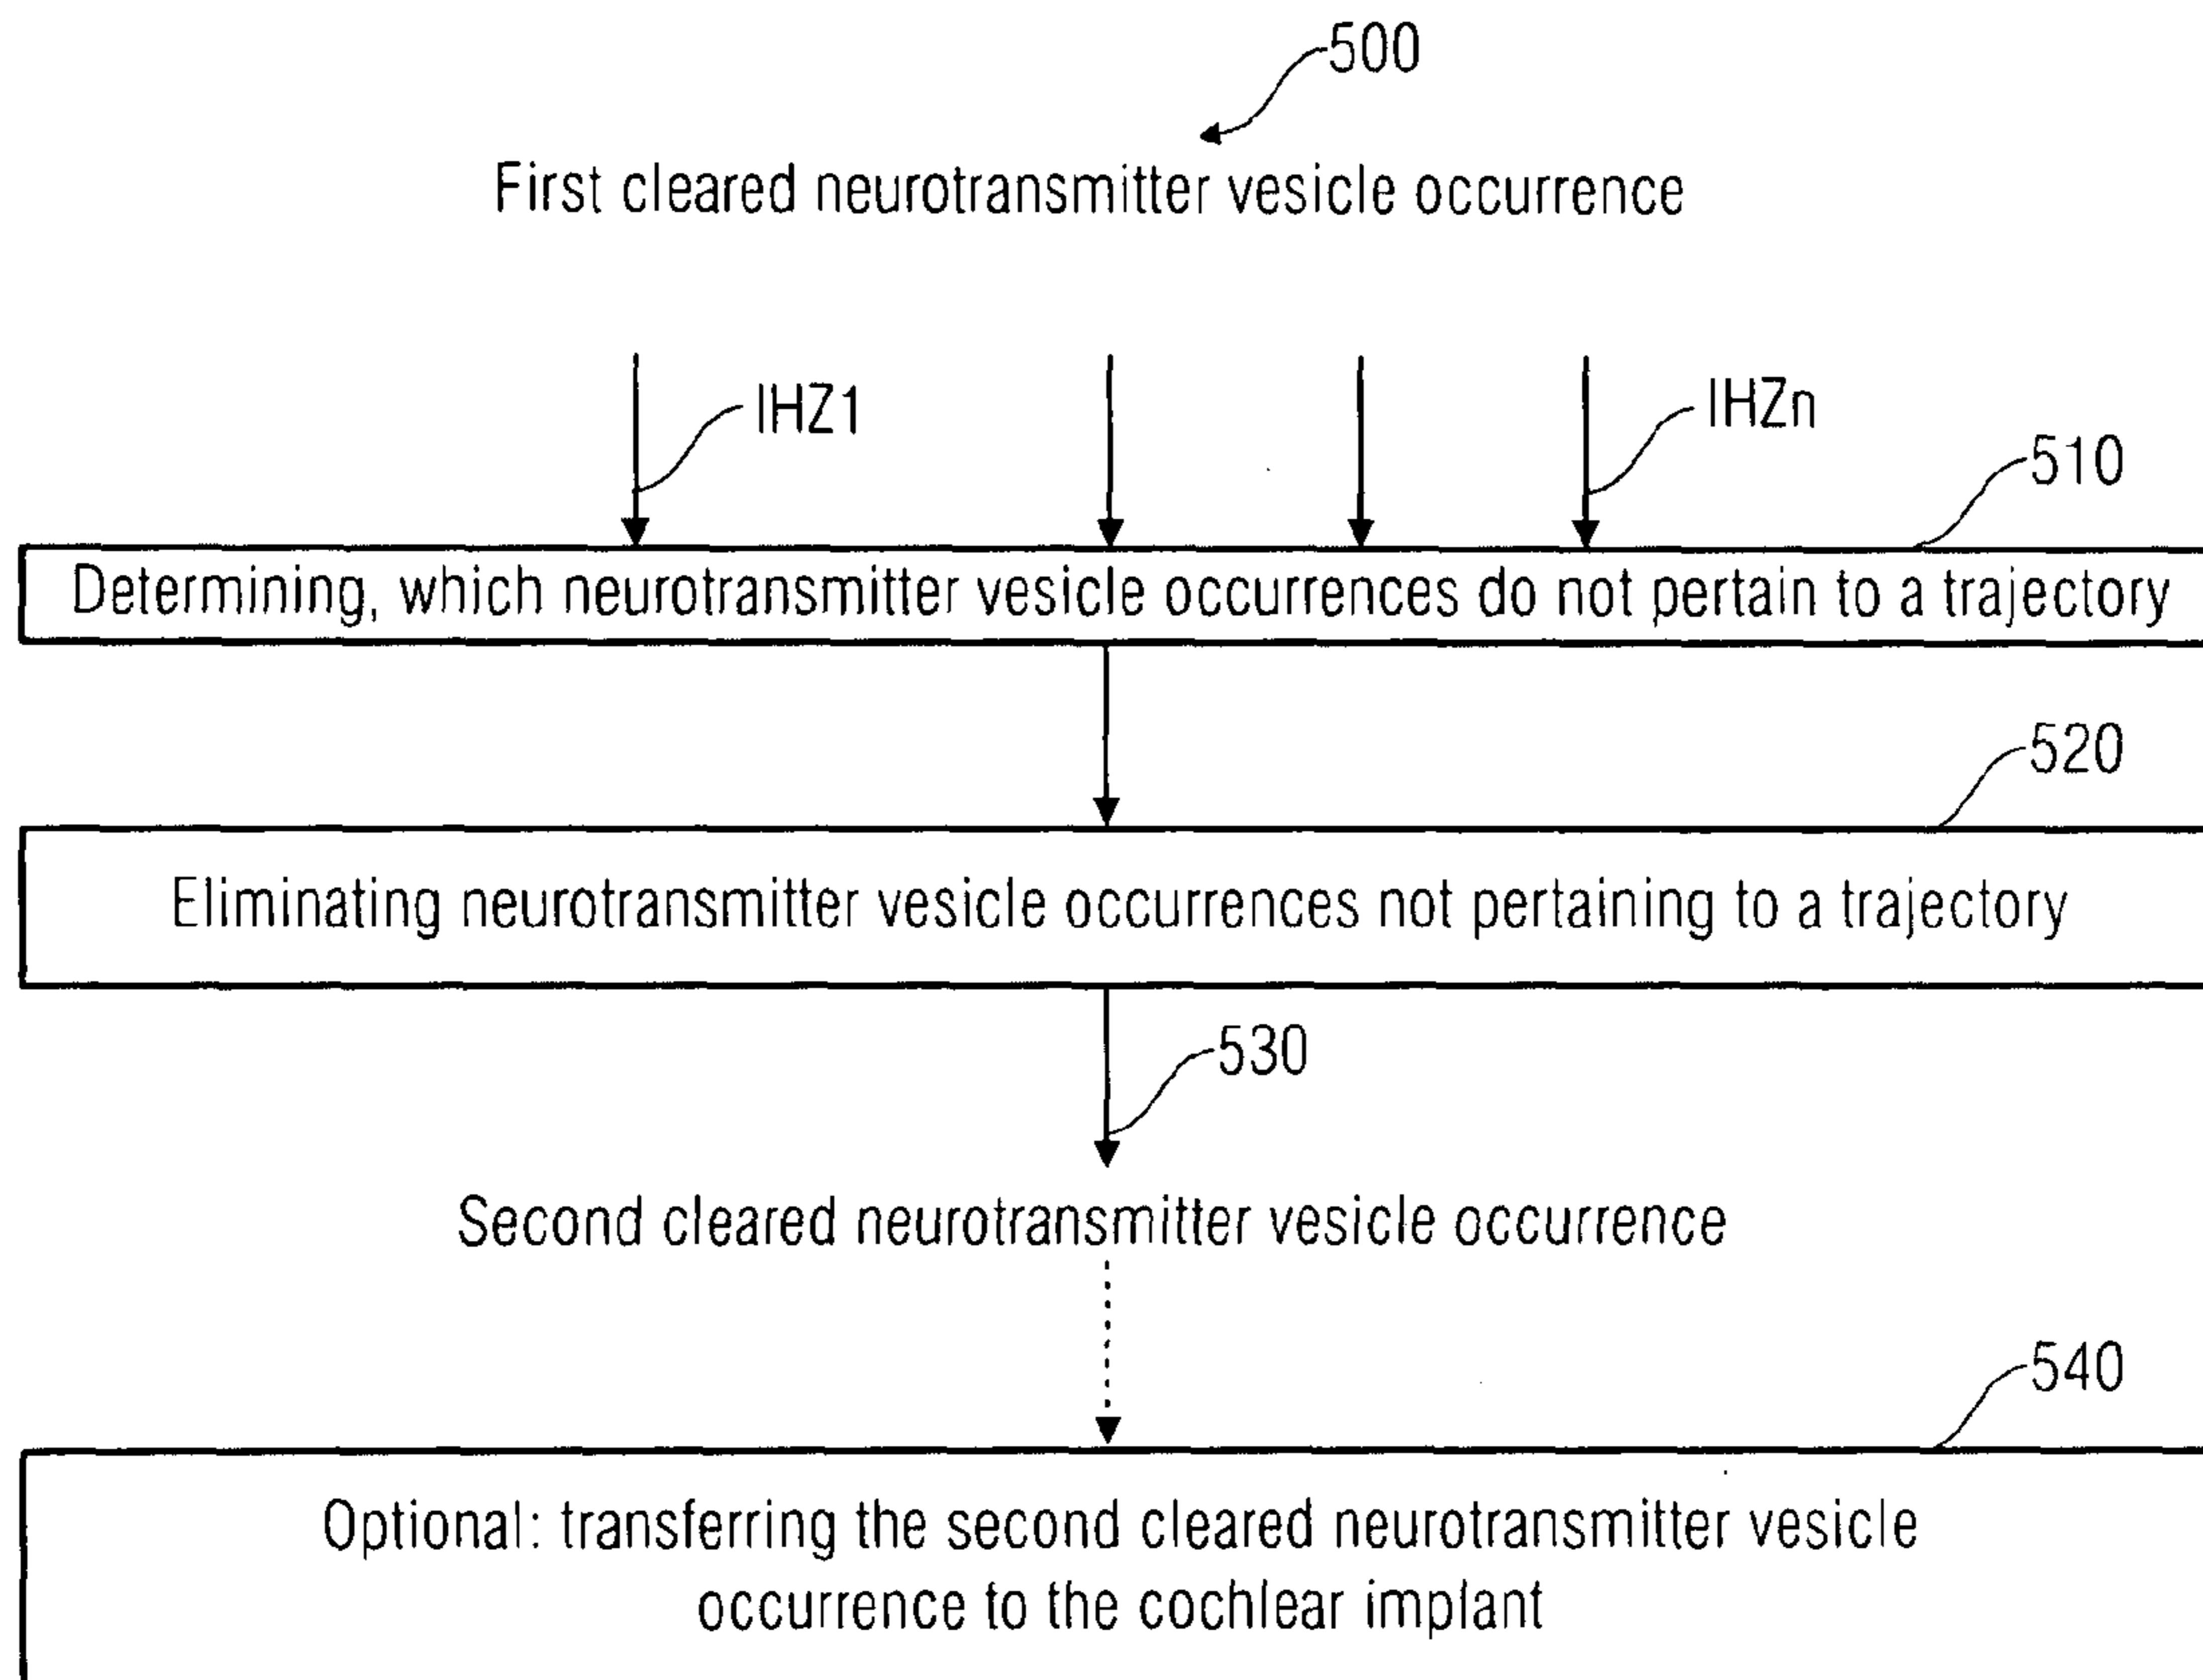 500
First cleared neurotransmitter vesicle occurrence
IHZ1
IHZn
510
Determining, which neurotransmitter vesicle occurrences do not pertain to a trajectory
520
Eliminating neurotransmitter vesicle occurrences not pertaining to a trajectory
530
Second cleared neurotransmitter vesicle occurrence
540
Optional: transferring the second cleared neurotransmitter vesicle
occurrence to the cochlear implant